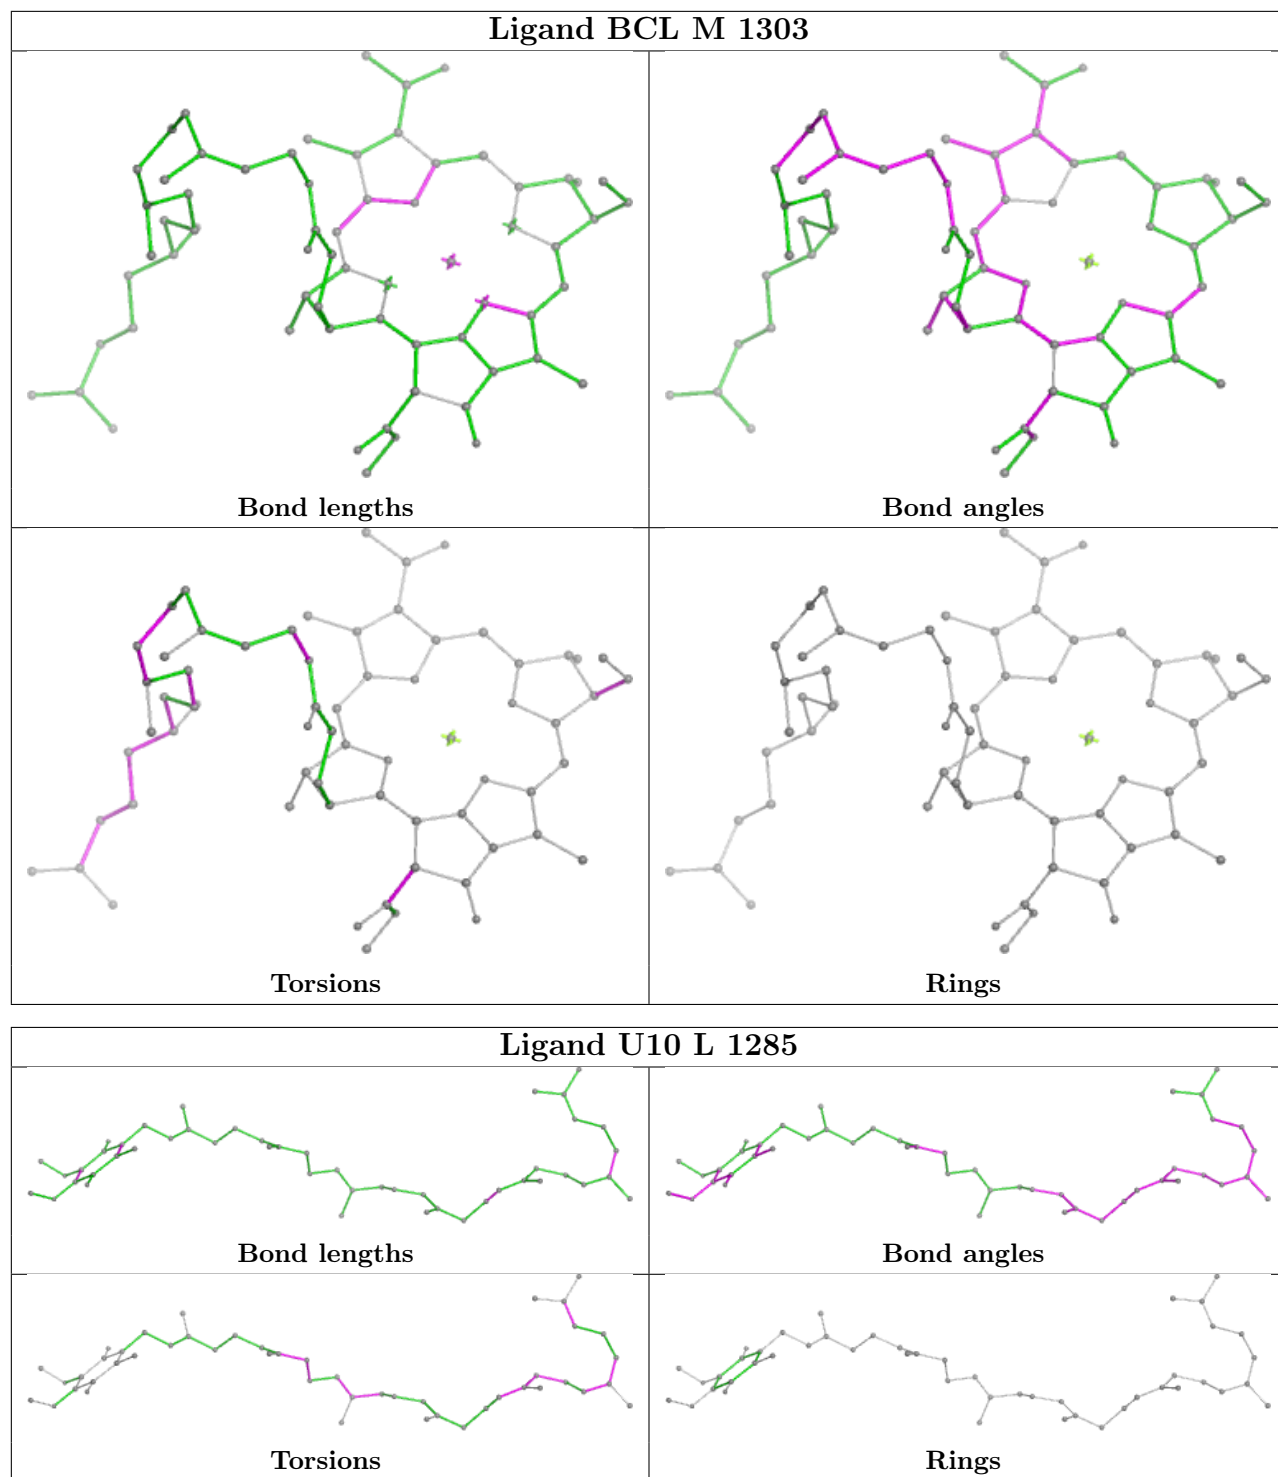 Ligand BCL M 1303
Bond lengths
Bond angles
Torsions
Rings
Ligand U10 L 1285
Bond lengths
Bond angles
Torsions
Rings